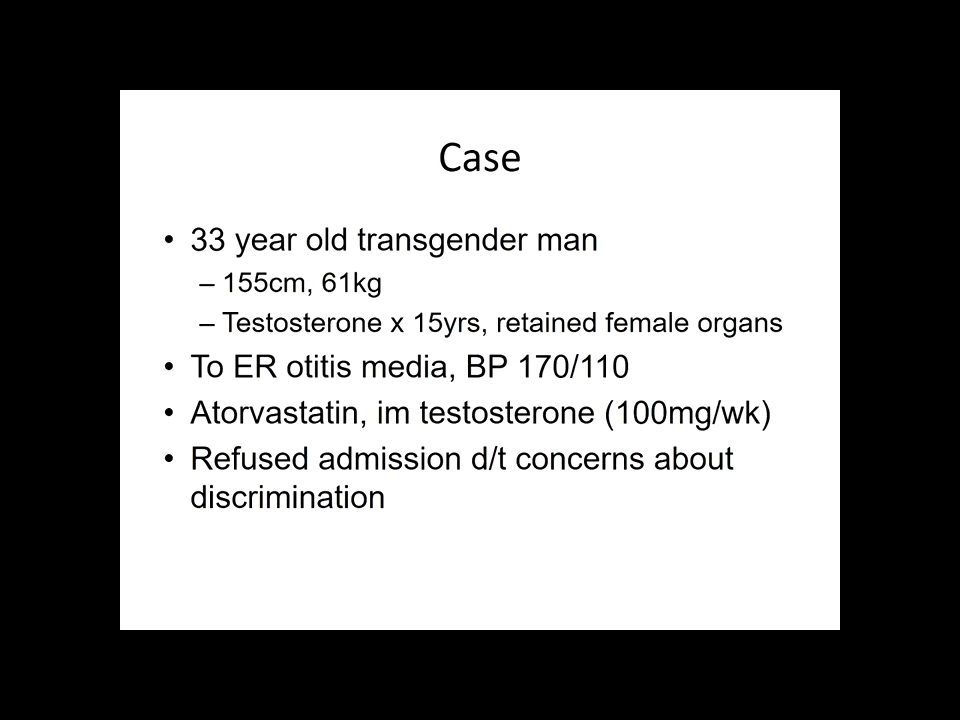 Case
• 33 year old transgender man
– 155cm, 61kg
– Testosterone x 15yrs, retained female organs
• To ER otitis media, BP 170/110
• Atorvastatin, im testosterone (100mg/wk)
• Refused admission d/t concerns about
discrimination